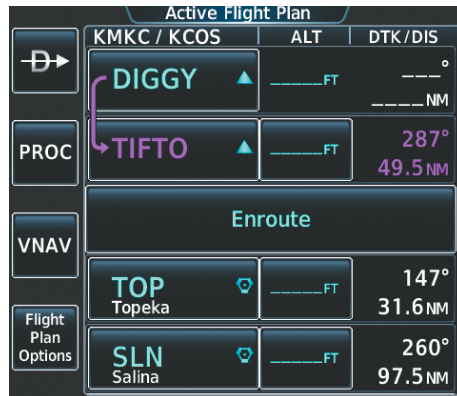 Active Flight Plan
KMKC / KCOS ALT DTK/DIS
DIGGY _____FT ___°
____NM
PROC
TIFTO _____FT 287°
49.5NM
VNAV
Enroute
TOP _____FT 147°
Topeka 31.6NM
Flight
Plan
Options
SLN _____FT 260°
Salina 97.5NM